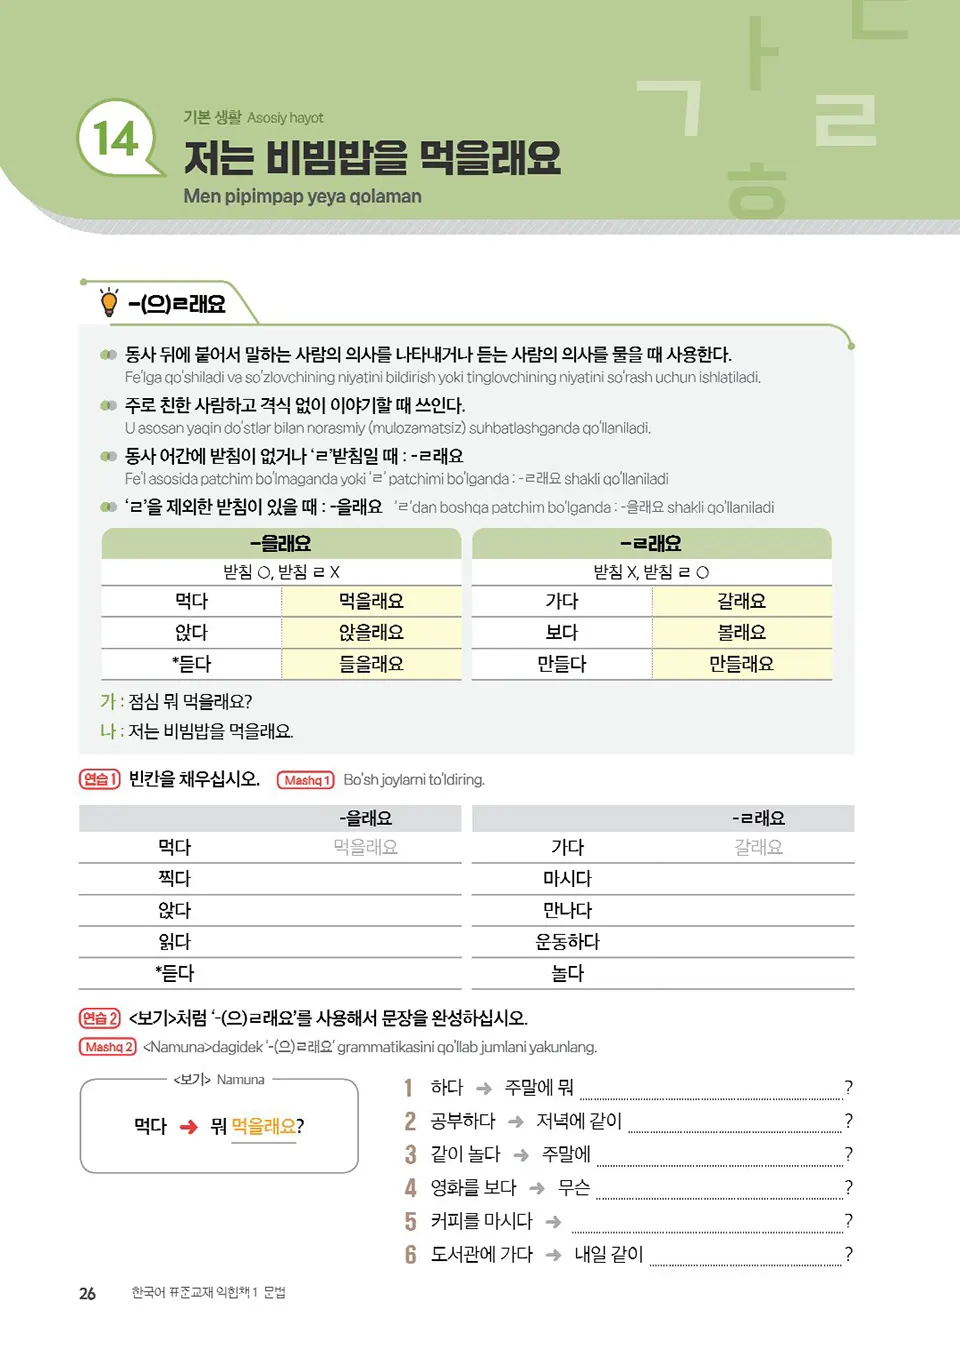 14
기본 생활 Asosiy hayot
저는 비빔밥을 먹을래요
Men pipimpap yeya qolaman
ㄱ ㅏ ㄷ ㄹ ㅎ
-(으)ㄹ래요
동사 뒤에 붙어서 말하는 사람의 의사를 나타내거나 듣는 사람의 의사를 물을 때 사용한다.
Fe'lga qo'shiladi va so'zlovchining niyatini bildirish yoki tinglovchining niyatini so'rash uchun ishlatiladi.
주로 친한 사람하고 격식 없이 이야기할 때 쓰인다.
U asosan yaqin do'stlar bilan norasmiy (mulozamatsiz) suhbatlashganda qo'llaniladi.
동사 어간에 받침이 없거나 'ㄹ'받침일 때 : -ㄹ래요
Fe'l asosida patchim bo'lmaganda yoki 'ㄹ' patchimi bo'lganda : -ㄹ래요 shakli qo'llaniladi
'ㄹ'을 제외한 받침이 있을 때 : -을래요 'ㄹ'dan boshqa patchim bo'lganda : -을래요 shakli qo'llaniladi
-을래요 -ㄹ래요
받침 O, 받침 ㄹ X 받침 X, 받침 ㄹ O
먹다 먹을래요 가다 갈래요
앉다 앉을래요 보다 볼래요
*듣다 들을래요 만들다 만들래요
가 : 점심 뭐 먹을래요?
나 : 저는 비빔밥을 먹을래요.
연습 1 빈칸을 채우십시오. Mashq 1 Bo'sh joylarni to'ldiring.
-을래요 -ㄹ래요
먹다 먹을래요 가다 갈래요
찍다 마시다
앉다 만나다
읽다 운동하다
*듣다 놀다
연습 2 <보기>처럼 '-(으)ㄹ래요'를 사용해서 문장을 완성하십시오.
Mashq 2 <Namuna>dagidek '-(으)ㄹ래요' grammatikasini qo'llab jumlani yakunlang.
<보기> Namuna
먹다 → 뭐 먹을래요?
1 하다 → 주말에 뭐 ?
2 공부하다 → 저녁에 같이 ?
3 같이 놀다 → 주말에 ?
4 영화를 보다 → 무슨 ?
5 커피를 마시다 → ?
6 도서관에 가다 → 내일 같이 ?
26 한국어 표준교재 익힘책 1 문법